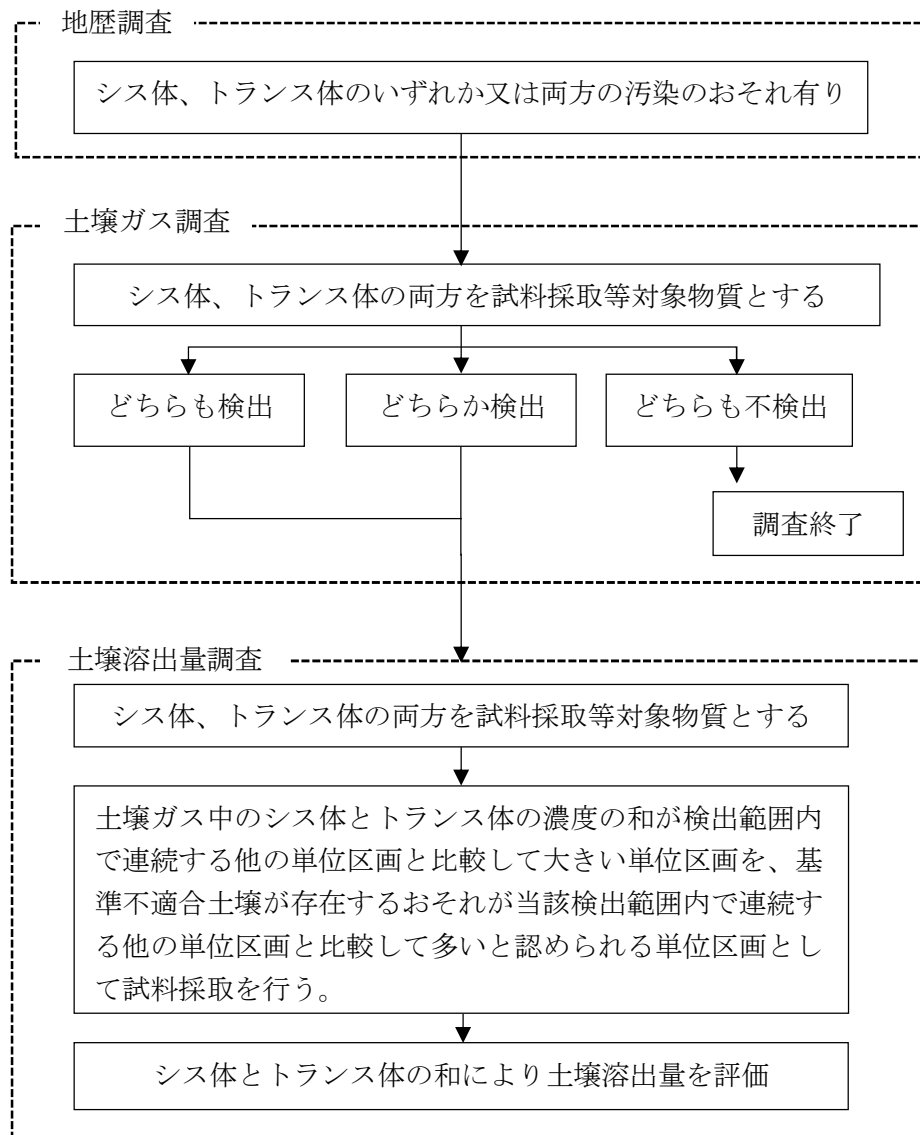 地歴調査
シス体、トランス体のいずれか又は両方の汚染のおそれ有り
土壌ガス調査
シス体、トランス体の両方を試料採取等対象物質とする
どちらも検出
どちらか検出
どちらも不検出
調査終了
土壌溶出量調査
シス体、トランス体の両方を試料採取等対象物質とする
土壌ガス中のシス体とトランス体の濃度の和が検出範囲内
で連続する他の単位区画と比較して大きい単位区画を、基
準不適合土壌が存在するおそれが当該検出範囲内で連続す
る他の単位区画と比較して多いと認められる単位区画とし
て試料採取を行う。
シス体とトランス体の和により土壌溶出量を評価